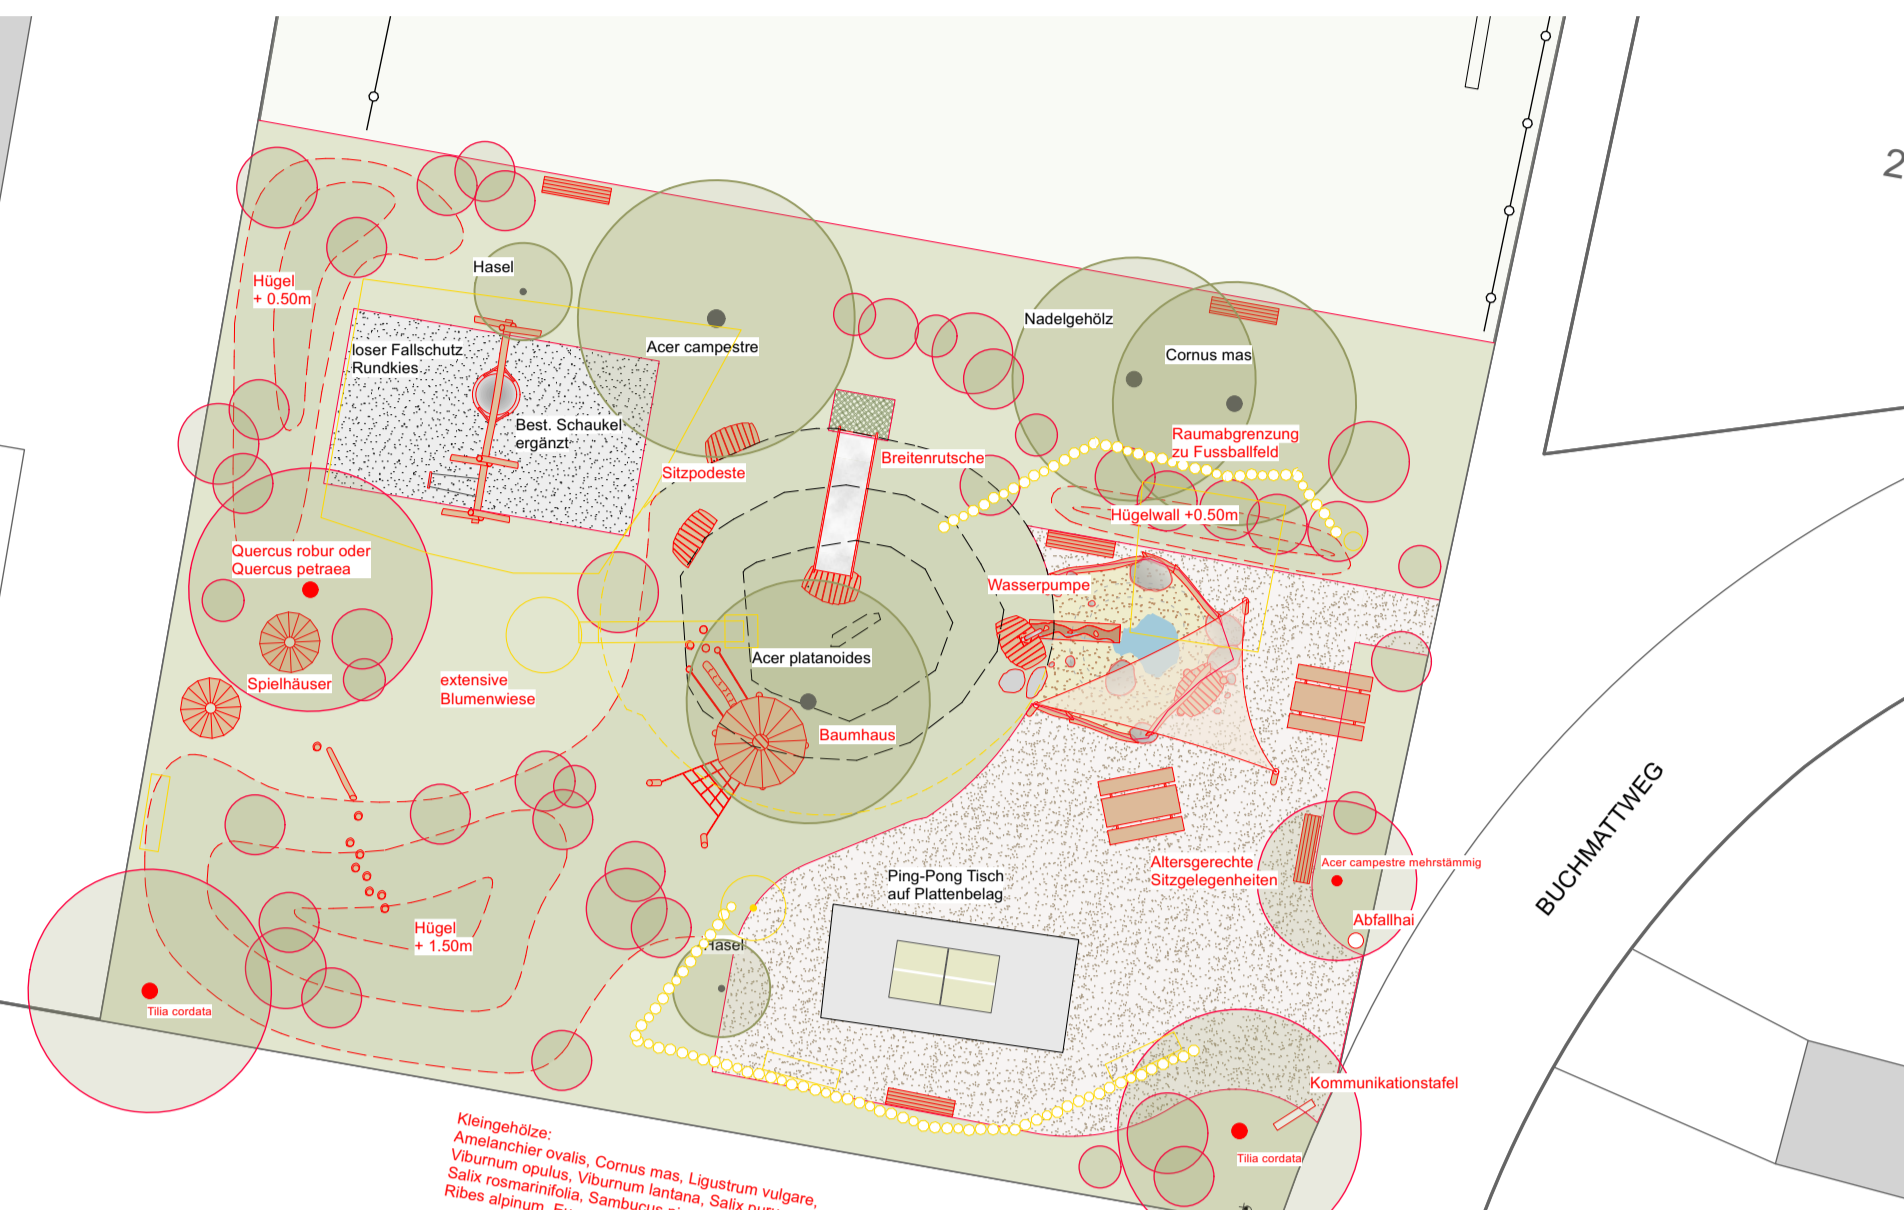 2
Hasel
Hügel
+ 0.50m
Nadelgehölz
Acer campestre
Cornus mas
loser Fallschutz
Rundkies
Best. Schaukel
ergänzt
Raumabgrenzung
zu Fussballfeld
Breitenrutsche
Sitzpodeste
Hügelwall +0.50m
Quercus robur oder
Quercus petraea
Wasserpumpe
Acer platanoides
Spielhäuser
extensive
Blumenwiese
Baumhaus
BUCHMATTWEG
Altersgerechte
Sitzgelegenheiten
Acer campestre mehrstämmig
Ping-Pong Tisch
auf Plattenbelag
Abfallhai
Hügel
+ 1.50m
Hasel
Tilia cordata
Kommunikationstafel
Tilia cordata
Kleingehölze:
Amelanchier ovalis, Cornus mas, Ligustrum vulgare,
Viburnum opulus, Viburnum lantana, Salix
Salix rosmarinifolia, Sambucus
Ribes alpinum,